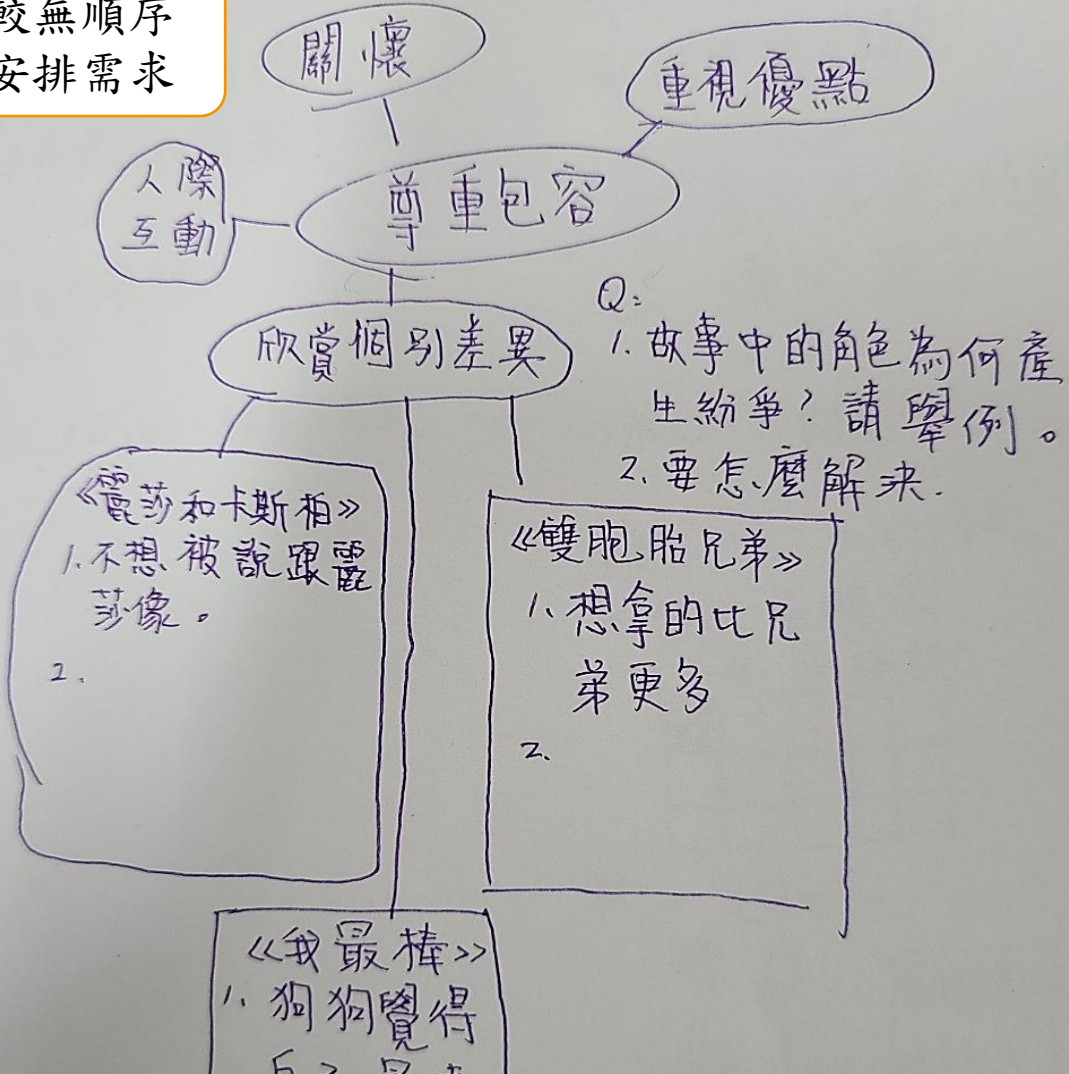 較無順序
安排需求
關懷
重視優點
人際
互動
尊重包容
欣賞個別差異
Q:
1. 故事中的角色為何產
生紛爭？請舉例。
2. 要怎麼解決.
《麗莎和卡斯柏》
1. 不想被說跟麗
莎像。
2.
《雙胞胎兄弟》
1. 想拿的比兄
弟更多
2.
《我最棒》
1. 狗狗覺得